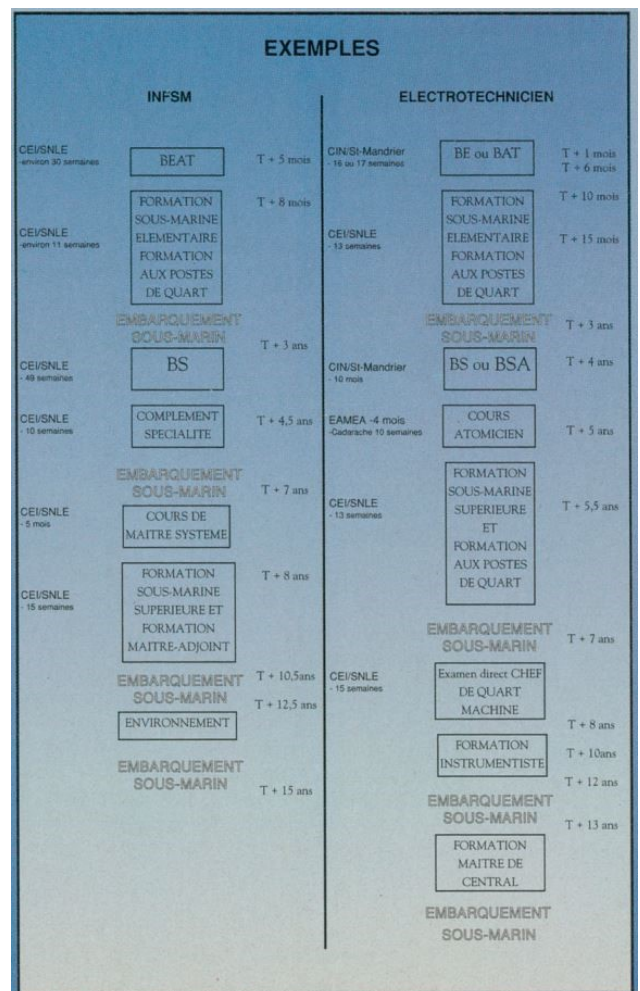 EXEMPLES
INFSM
CEI/SNLE
-environ 30 semaines
BEAT
T + 5 mois
T + 8 mois
FORMATION
SOUS-MARINE
ELEMENTAIRE
FORMATION
AUX POSTES
DE QUART
CEI/SNLE
-environ 11 semaines
EMBARQUEMENT
SOUS-MARIN
T + 3 ans
CEI/SNLE
- 49 semaines
BS
CEI/SNLE
- 10 semaines
COMPLEMENT
SPECIALITE
T + 4,5 ans
EMBARQUEMENT
SOUS-MARIN
T + 7 ans
CEI/SNLE
- 5 mois
COURS DE
MAITRE SYSTEME
CEI/SNLE
- 15 semaines
FORMATION
SOUS-MARINE
SUPERIEURE ET
FORMATION
MAITRE-ADJOINT
T + 8 ans
EMBARQUEMENT
SOUS-MARIN
T + 10,5ans
T + 12,5 ans
ENVIRONNEMENT
EMBARQUEMENT
SOUS-MARIN
T + 15 ans
ELECTROTECHNICIEN
CIN/St-Mandrier
- 16 ou 17 semaines
BE ou BAT
T + 1 mois
T + 6 mois
T + 10 mois
CEI/SNLE
- 13 semaines
FORMATION
SOUS-MARINE
ELEMENTAIRE
FORMATION
AUX POSTES
DE QUART
T + 15 mois
EMBARQUEMENT
SOUS-MARIN
T + 3 ans
CIN/St-Mandrier
- 10 mois
BS ou BSA
T + 4 ans
EAMEA -4 mois
-Cadarache 10 semaines
COURS
ATOMICIEN
T + 5 ans
CEI/SNLE
- 13 semaines
FORMATION
SOUS-MARINE
SUPERIEURE
ET
FORMATION
AUX POSTES
DE QUART
T + 5,5 ans
EMBARQUEMENT
SOUS-MARIN
T + 7 ans
CEI/SNLE
- 15 semaines
Examen direct CHEF
DE QUART
MACHINE
T + 8 ans
FORMATION
INSTRUMENTISTE
T + 10ans
T + 12 ans
EMBARQUEMENT
SOUS-MARIN
T + 13 ans
FORMATION
MAITRE DE
CENTRAL
EMBARQUEMENT
SOUS-MARIN